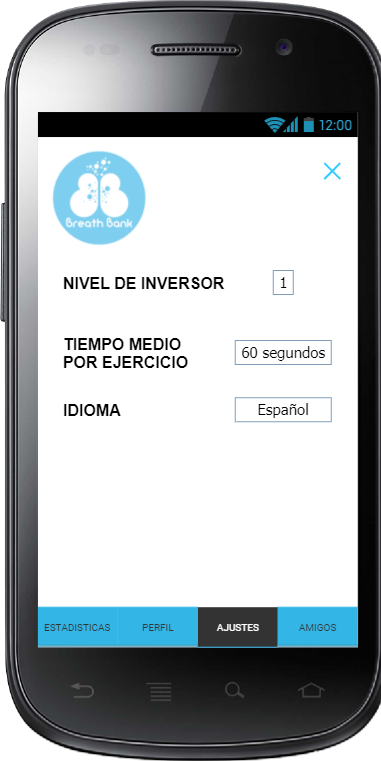 12:00
Breath Bank
NIVEL DE INVERSOR
1
TIEMPO MEDIO
POR EJERCICIO
60 segundos
IDIOMA
Español
ESTADISTICAS
PERFIL
AJUSTES
AMIGOS